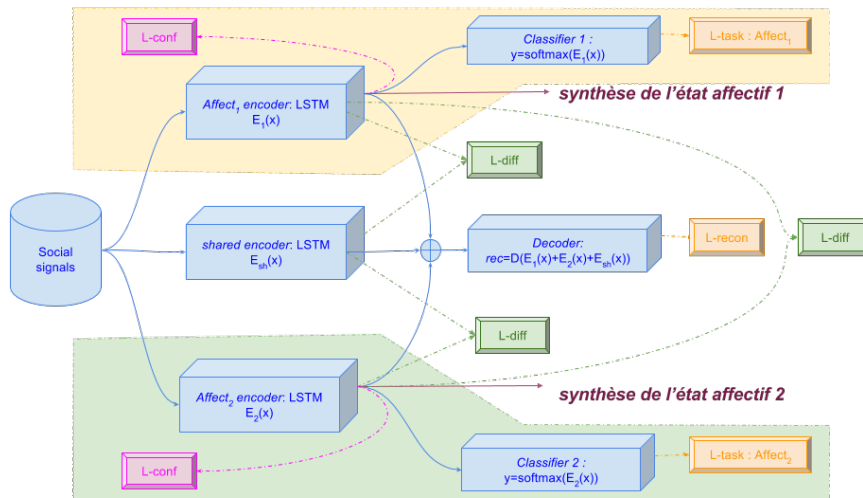 L-conf
Classifier 1 :
y=softmax(E1(x))
L-task : Affect1
Affect1 encoder: LSTM
E1(x)
synthèse de l'état affectif 1
L-diff
Social
signals
shared encoder: LSTM
Esh(x)
Decoder:
rec=D(E1(x)+E2(x)+Esh(x))
L-recon
L-diff
L-diff
Affect2 encoder: LSTM
E2(x)
synthèse de l'état affectif 2
L-conf
Classifier 2 :
y=softmax(E2(x))
L-task : Affect2